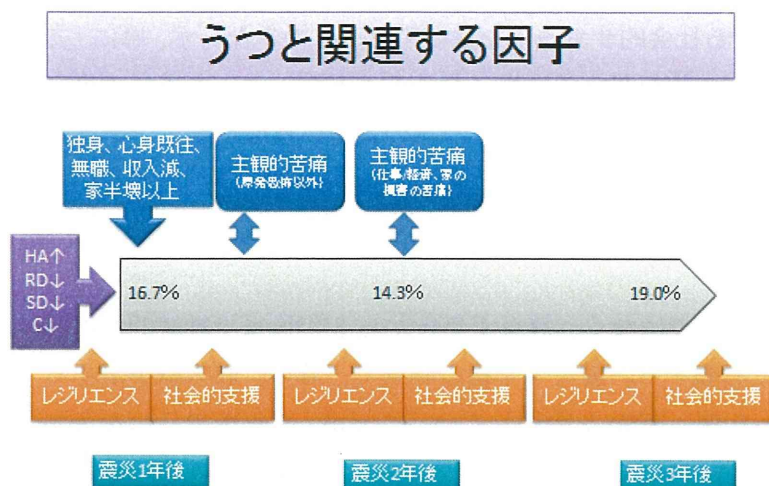 うつと関連する因子
独身、心身既往、
無職、収入減、
家半壊以上
主観的苦痛
(原発恐怖以外)
主観的苦痛
(仕事/経済、家の
損害の苦痛)
HA↑
RD↓
SD↓
C↓
16.7%
14.3%
19.0%
レジリエンス
社会的支援
レジリエンス
社会的支援
レジリエンス
社会的支援
震災1年後
震災2年後
震災3年後